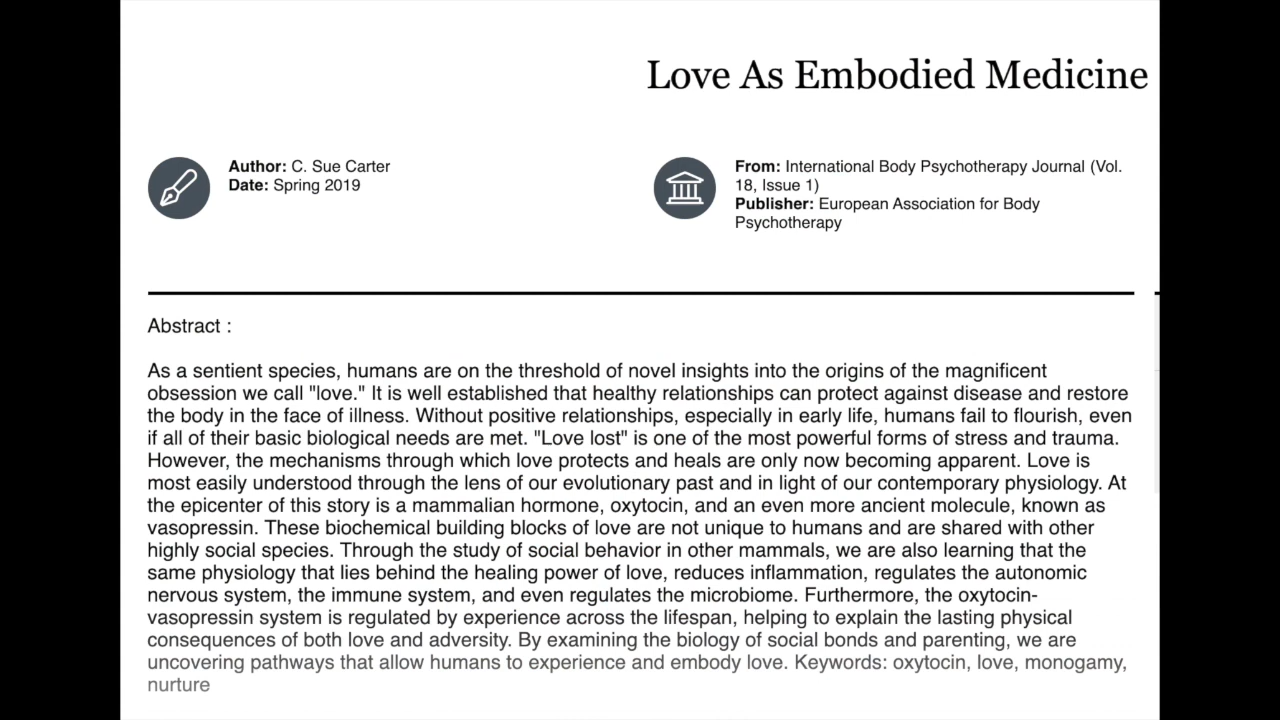 Love As Embodied Medicine
Author: C. Sue Carter
Date: Spring 2019
From: International Body Psychotherapy Journal (Vol.
18, Issue 1)
Publisher: European Association for Body
Psychotherapy
Abstract :
As a sentient species, humans are on the threshold of novel insights into the origins of the magnificent
obsession we call "love." It is well established that healthy relationships can protect against disease and restore
the body in the face of illness. Without positive relationships, especially in early life, humans fail to flourish, even
if all of their basic biological needs are met. "Love lost" is one of the most powerful forms of stress and trauma.
However, the mechanisms through which love protects and heals are only now becoming apparent. Love is
most easily understood through the lens of our evolutionary past and in light of our contemporary physiology. At
the epicenter of this story is a mammalian hormone, oxytocin, and an even more ancient molecule, known as
vasopressin. These biochemical building blocks of love are not unique to humans and are shared with other
highly social species. Through the study of social behavior in other mammals, we are also learning that the
same physiology that lies behind the healing power of love, reduces inflammation, regulates the autonomic
nervous system, the immune system, and even regulates the microbiome. Furthermore, the oxytocin-
vasopressin system is regulated by experience across the lifespan, helping to explain the lasting physical
consequences of both love and adversity. By examining the biology of social bonds and parenting, we are
uncovering pathways that allow humans to experience and embody love. Keywords: oxytocin, love, monogamy,
nurture